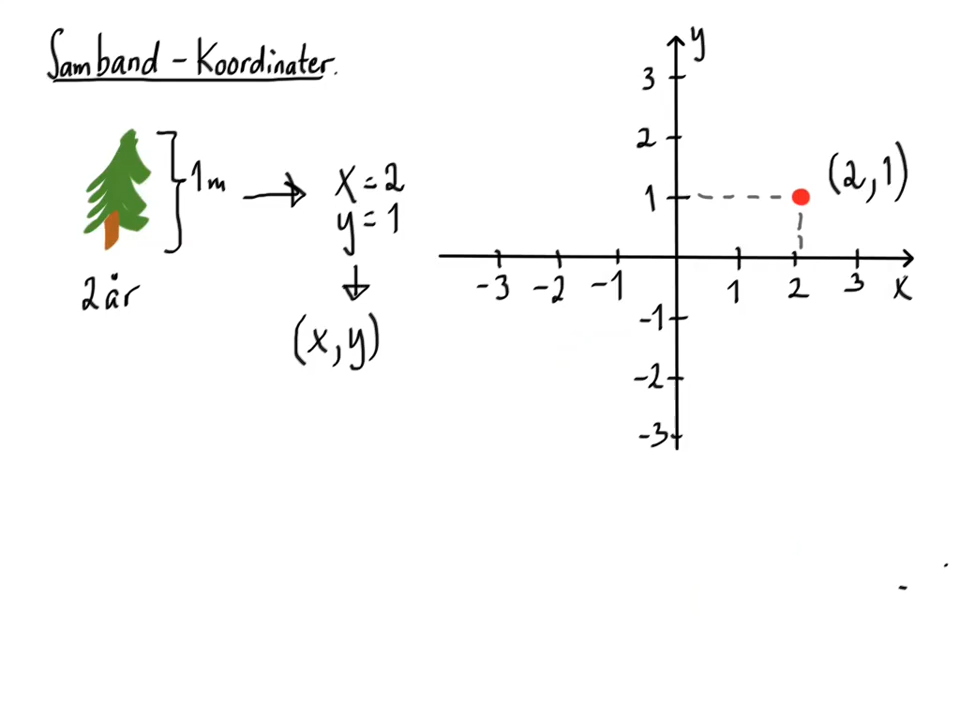 Samband - Koordinater.
1m
2 år
x = 2
y = 1
(x, y)
y
3
2
1
(2, 1)
-3 -2 -1 1 2 3 x
-1
-2
-3